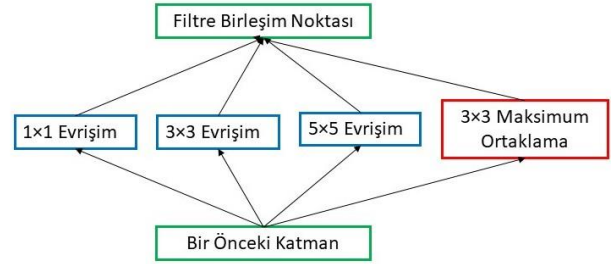 Filtre Birleşim Noktası
1×1 Evrişim
3×3 Evrişim
5×5 Evrişim
3×3 Maksimum
Ortaklama
Bir Önceki Katman